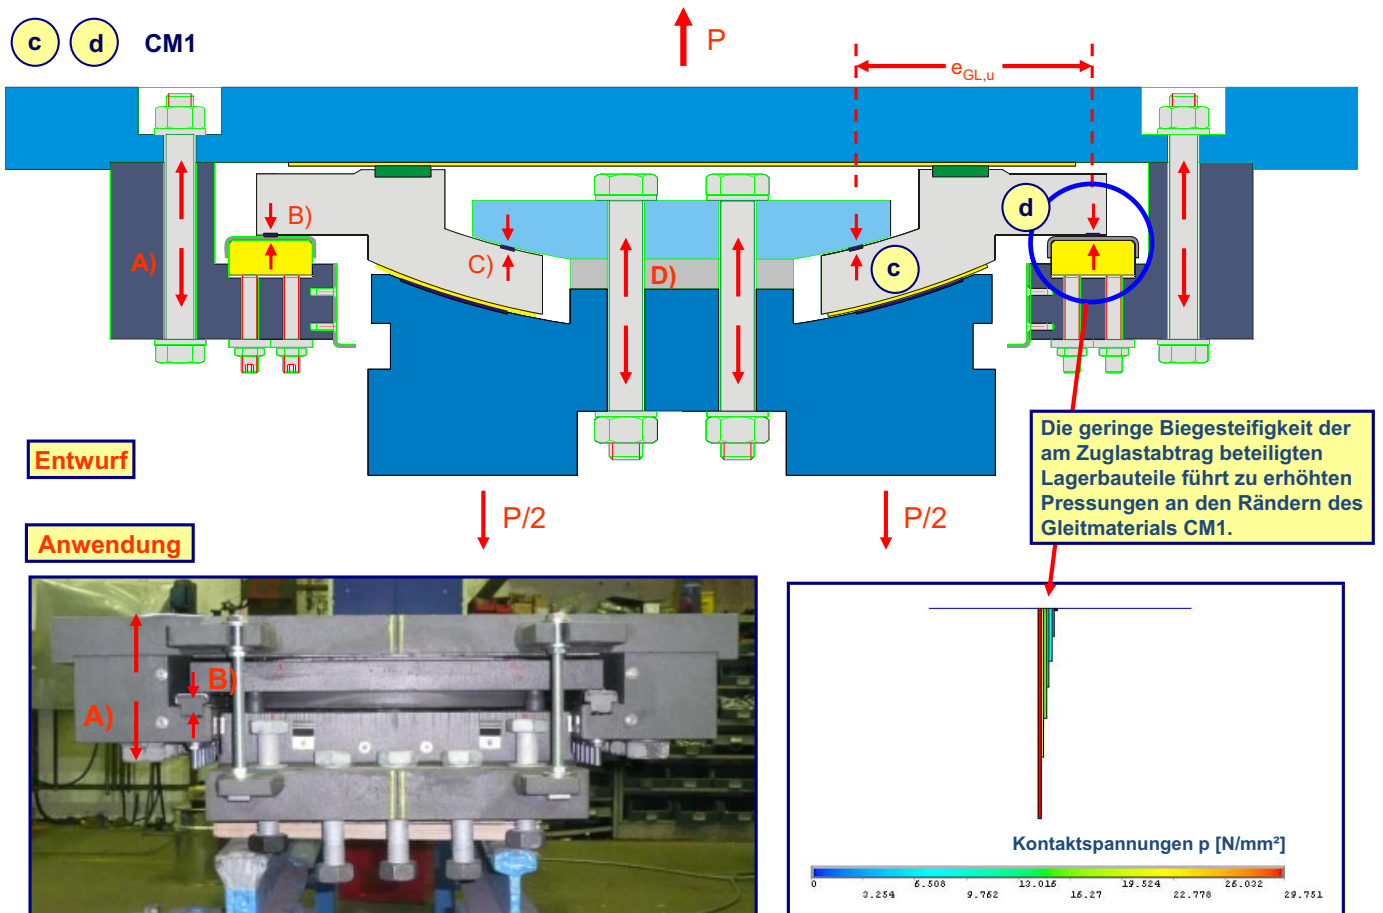 c d CM1
P
eGL,u
B)
d
A)
C)
D)
c
Entwurf
P/2
P/2
Die geringe Biegesteifigkeit der
am Zuglastabtrag beteiligten
Lagerbauteile führt zu erhöhten
Pressungen an den Rändern des
Gleitmaterials CM1.
Anwendung
B)
A)
Kontaktspannungen p [N/mm²]
0 6.508 13.016 19.524 26.032
3.254 9.762 16.27 22.778 29.751